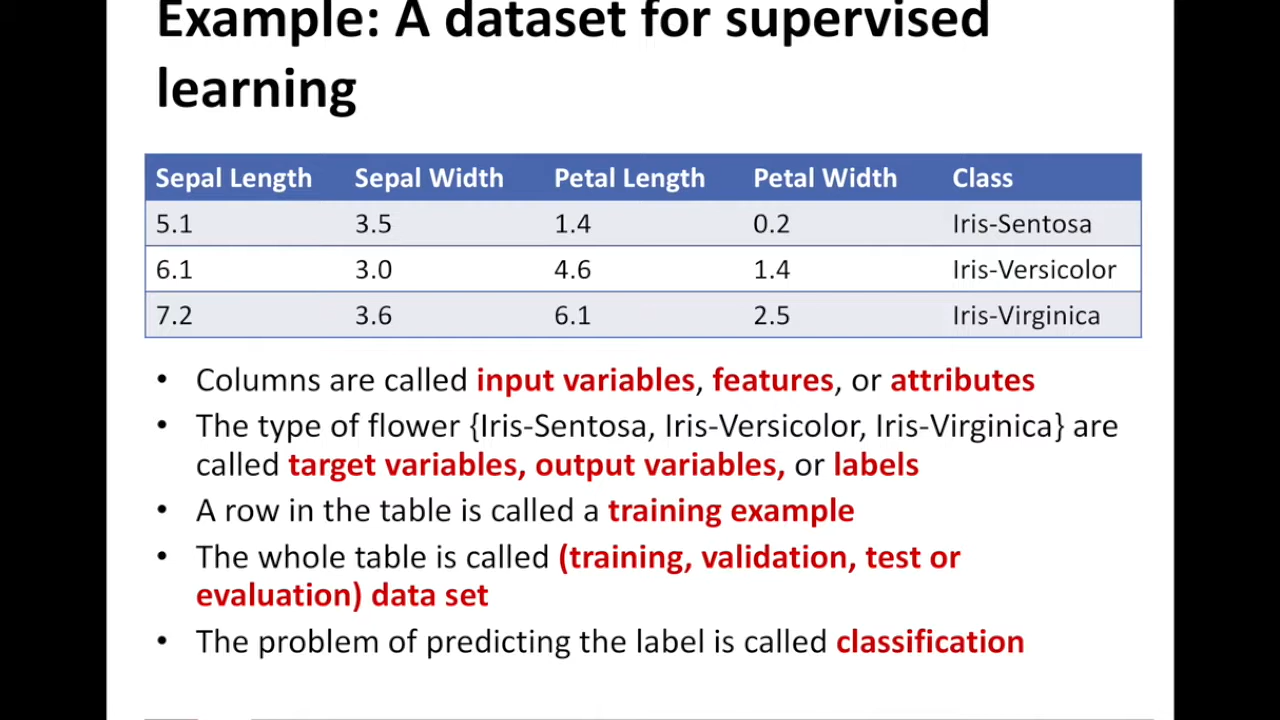 Example: A dataset for supervised
learning
Sepal Length Sepal Width Petal Length Petal Width Class
5.1 3.5 1.4 0.2 Iris-Sentosa
6.1 3.0 4.6 1.4 Iris-Versicolor
7.2 3.6 6.1 2.5 Iris-Virginica
• Columns are called input variables, features, or attributes
• The type of flower {Iris-Sentosa, Iris-Versicolor, Iris-Virginica} are
called target variables, output variables, or labels
• A row in the table is called a training example
• The whole table is called (training, validation, test or
evaluation) data set
• The problem of predicting the label is called classification